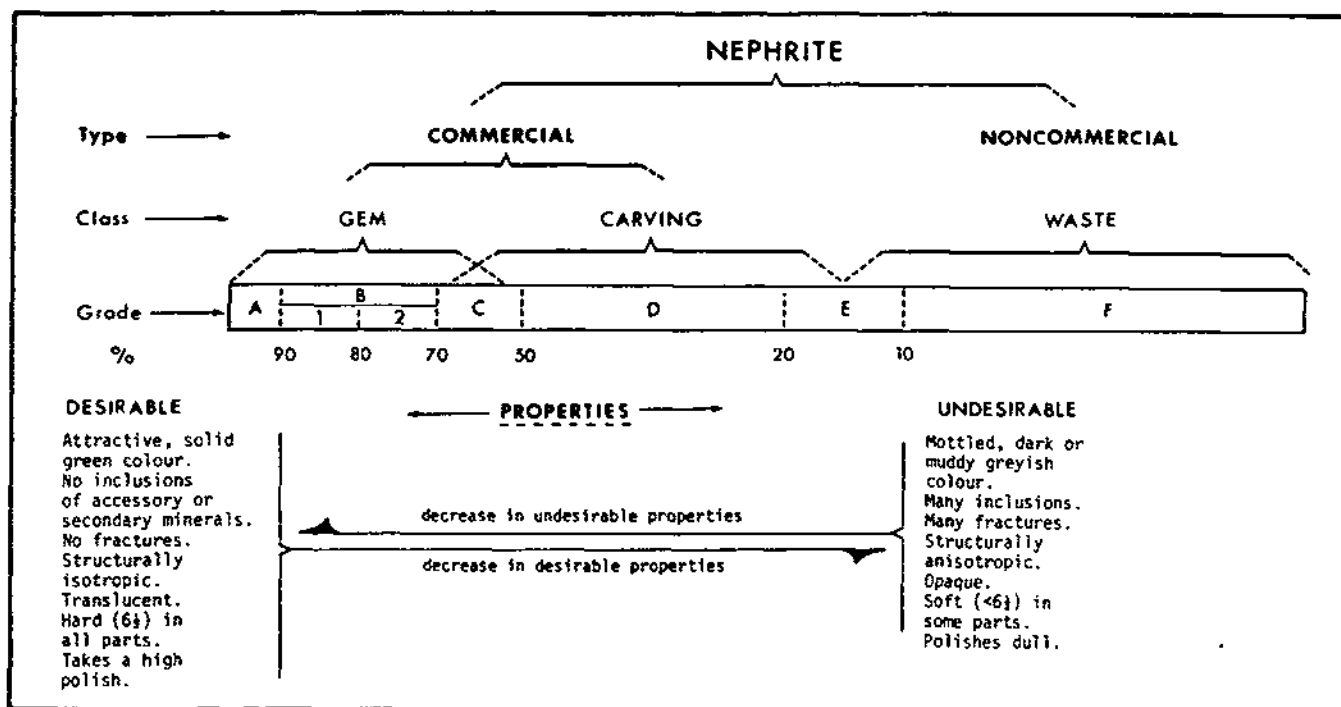 NEPHRITE
Type COMMERCIAL NONCOMMERCIAL
Class GEM CARVING WASTE
Grade A B 1 2 C D E F
% 90 80 70 50 20 10
DESIRABLE PROPERTIES UNDESIRABLE
Attractive, solid
green colour.
No inclusions
of accessory or
secondary minerals.
No fractures.
Structurally
isotropic.
Translucent.
Hard (6½) in
all parts.
Takes a high
polish.
decrease in undesirable properties
decrease in desirable properties
Mottled, dark or
muddy greyish
colour.
Many inclusions.
Many fractures.
Structurally
anisotropic.
Opaque.
Soft (<6½) in
some parts.
Polishes dull.